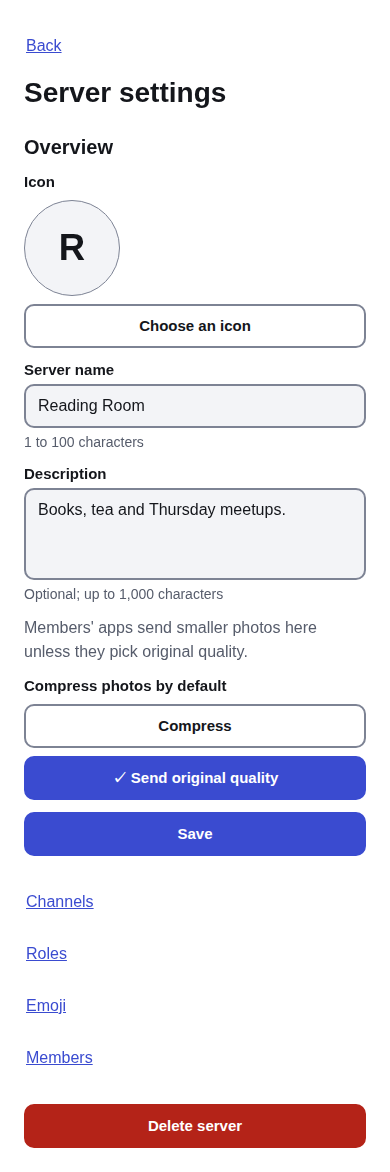 Back
Server settings
Overview
Icon
R
Choose an icon
Server name
Reading Room
1 to 100 characters
Description
Books, tea and Thursday meetups.
Optional; up to 1,000 characters
Members' apps send smaller photos here
unless they pick original quality.
Compress photos by default
Compress
✓ Send original quality
Save
Channels
Roles
Emoji
Members
Delete server